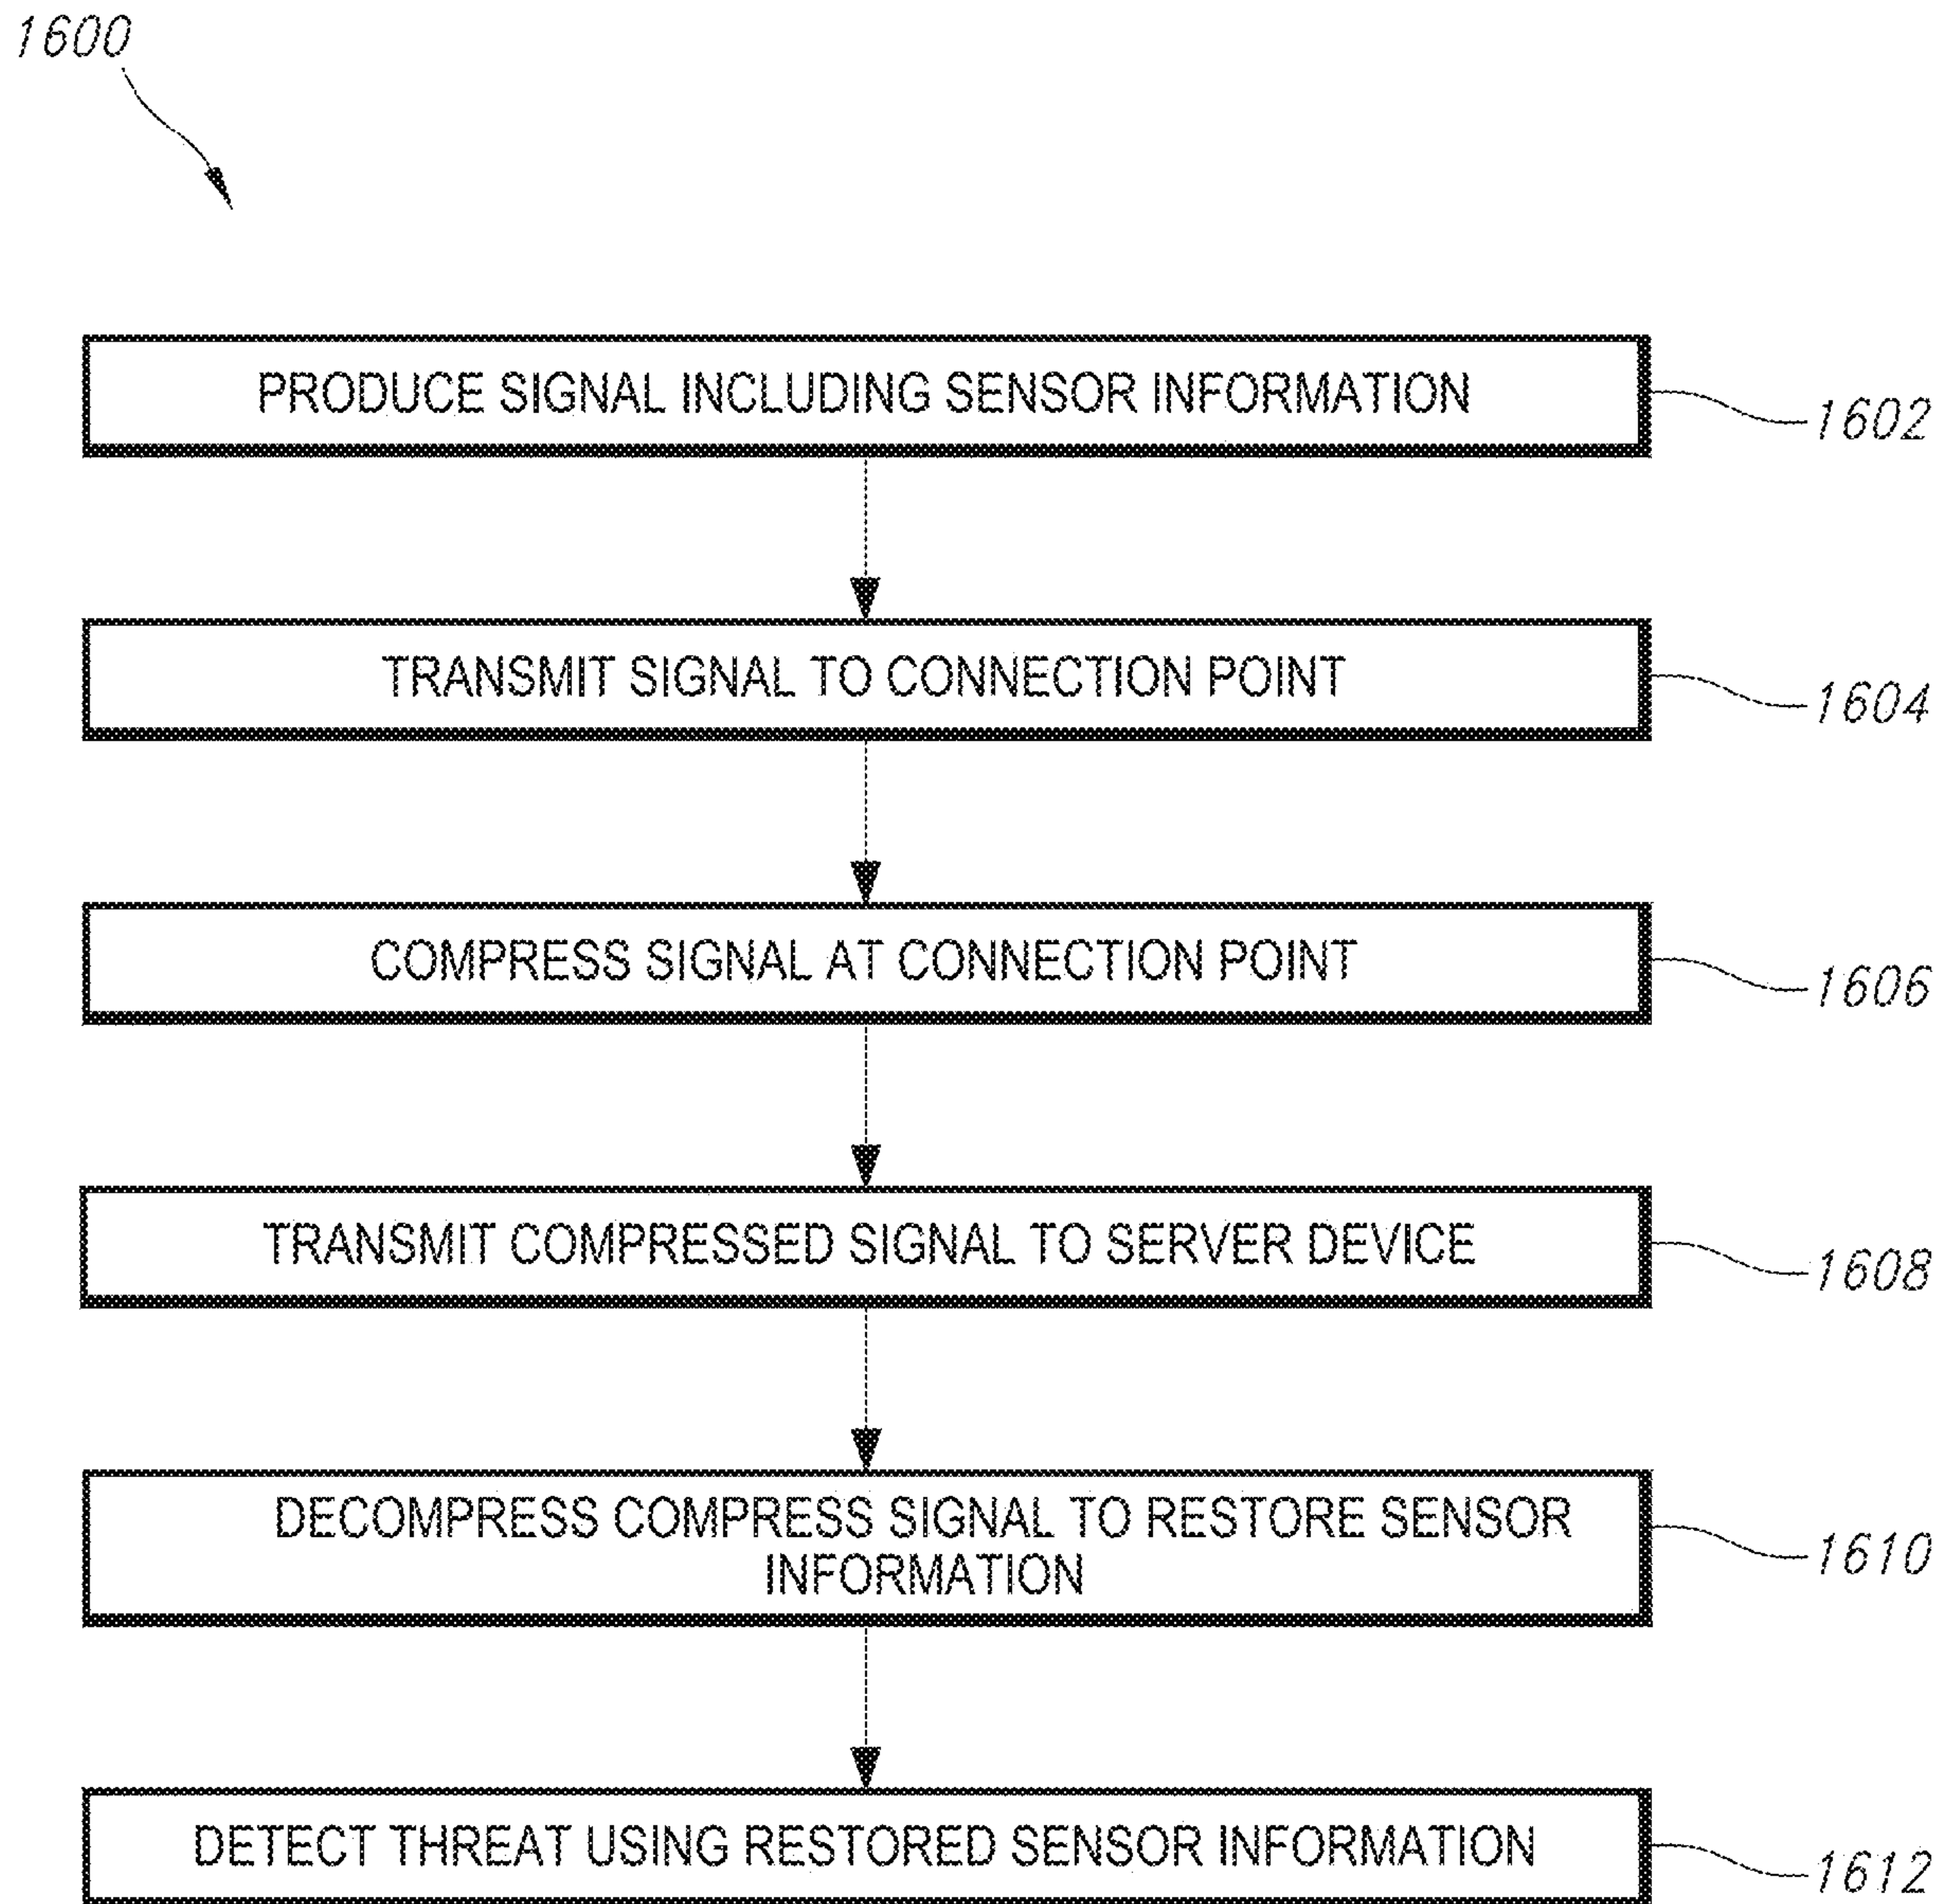 1600
PRODUCE SIGNAL INCLUDING SENSOR INFORMATION
1602
TRANSMIT SIGNAL TO CONNECTION POINT
1604
COMPRESS SIGNAL AT CONNECTION POINT
1606
TRANSMIT COMPRESSED SIGNAL TO SERVER DEVICE
1608
DECOMPRESS COMPRESS SIGNAL TO RESTORE SENSOR
INFORMATION
1610
DETECT THREAT USING RESTORED SENSOR INFORMATION
1612